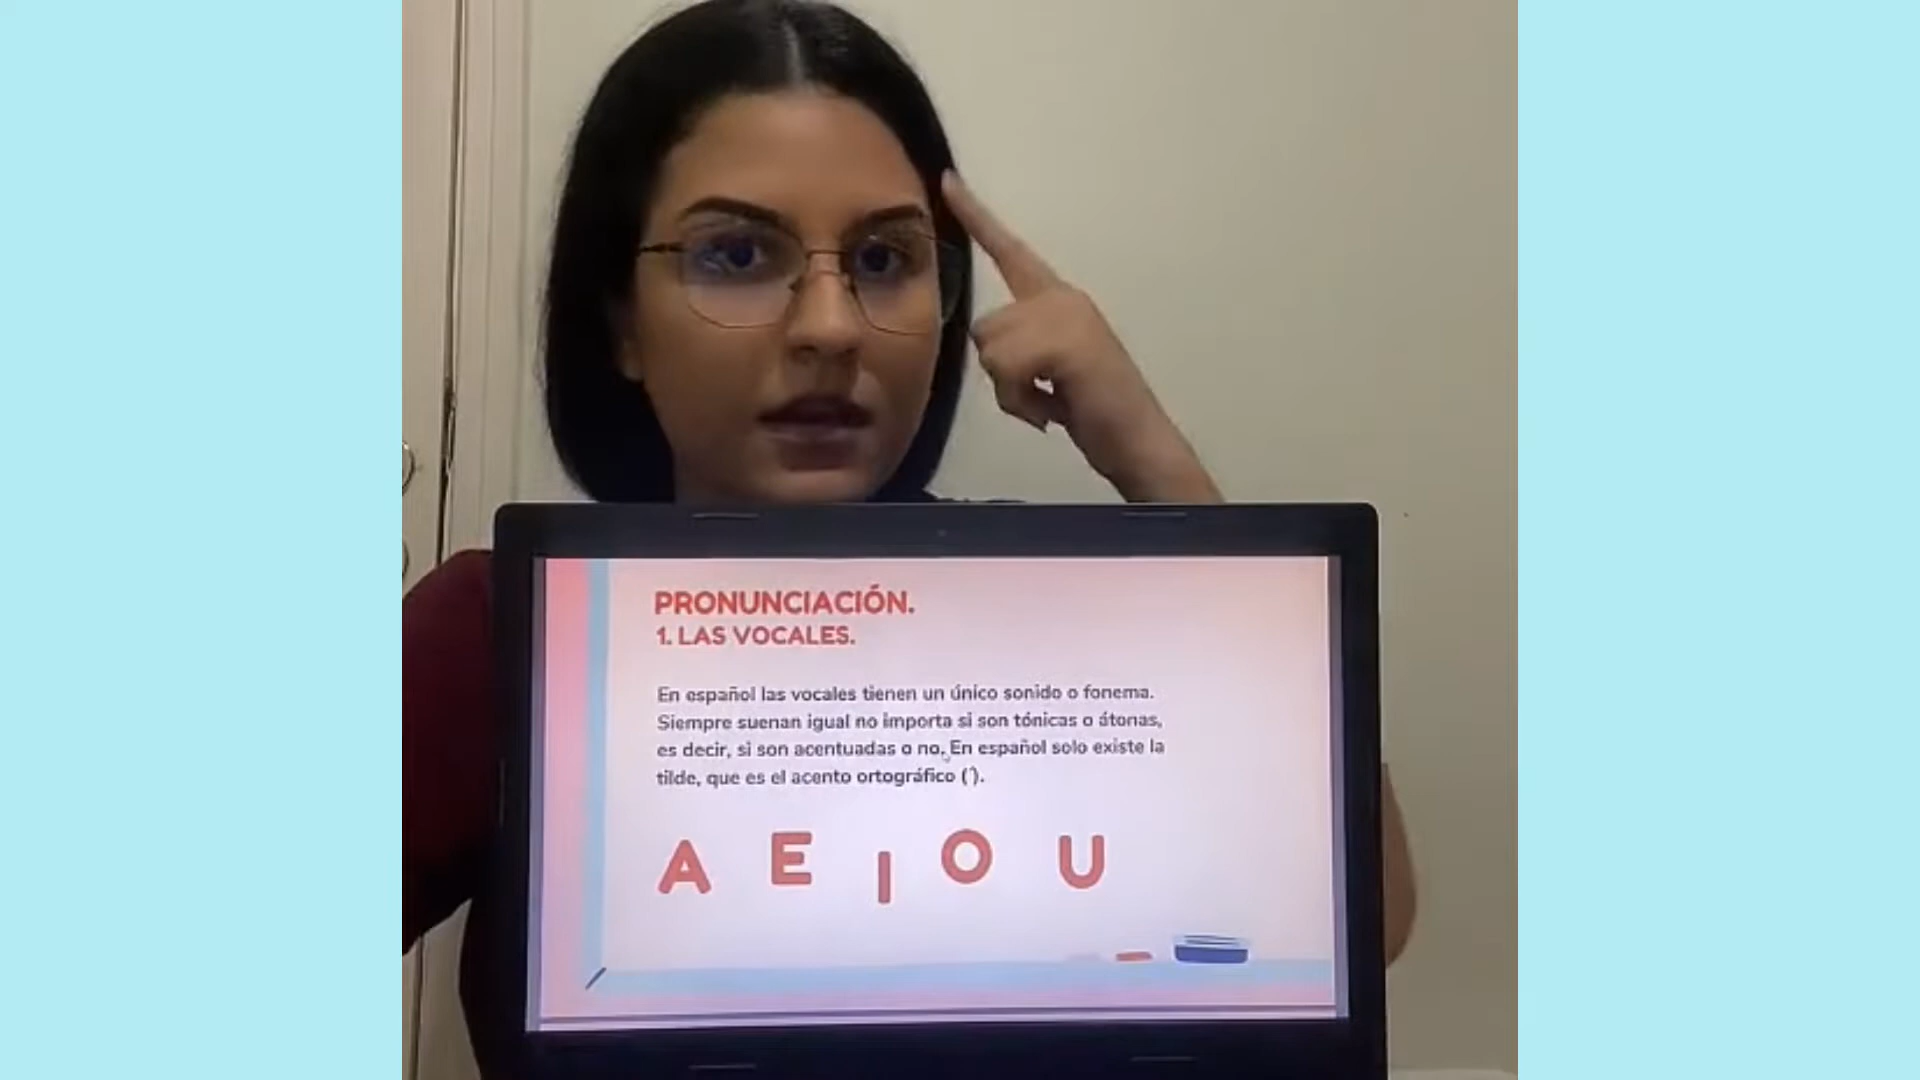 PRONUNCIACIÓN.
1. LAS VOCALES.
En español las vocales tienen un único sonido o fonema.
Siempre suenan igual no importa si son tónicas o átonas,
es decir, si son acentuadas o no. En español solo existe la
tilde, que es el acento ortográfico (´).
A E I O U